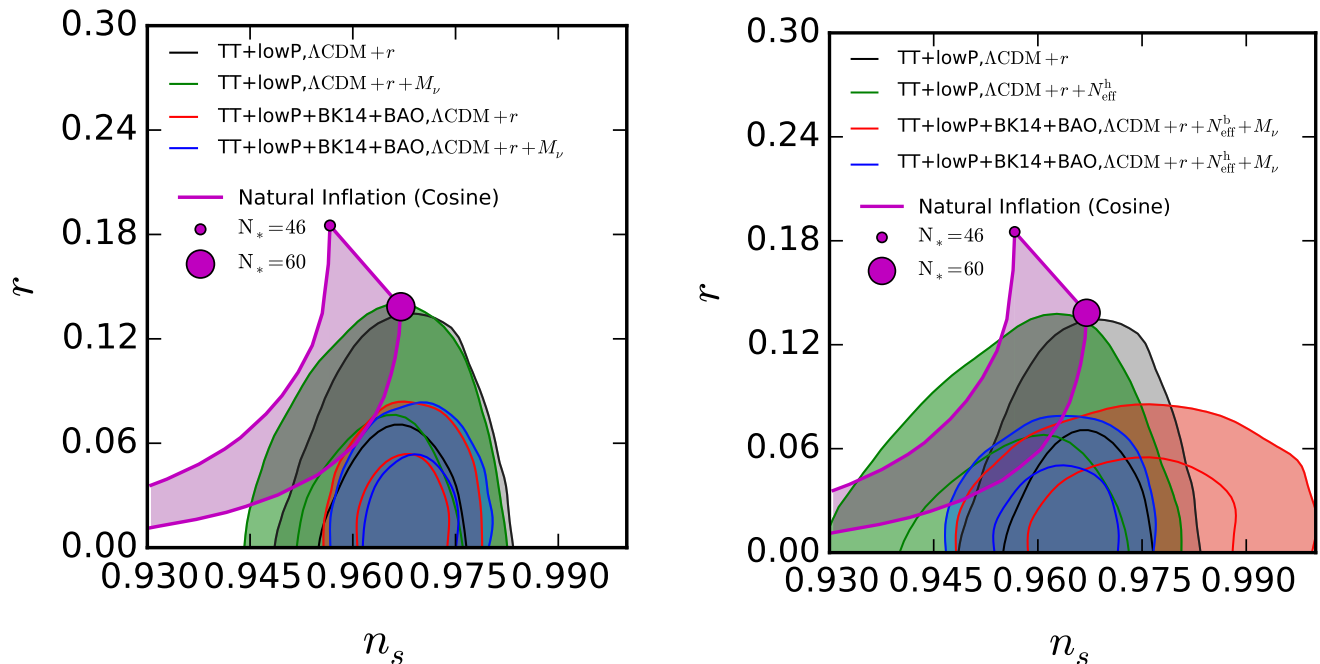 0.30
0.24
0.18
0.12
0.06
0.00
r
TT+lowP,ΛCDM+r
TT+lowP,ΛCDM+r+M_ν
TT+lowP+BK14+BAO,ΛCDM+r
TT+lowP+BK14+BAO,ΛCDM+r+M_ν
Natural Inflation (Cosine)
N_*=46
N_*=60
0.930 0.945 0.960 0.975 0.990
n_s
0.30
0.24
0.18
0.12
0.06
0.00
r
TT+lowP,ΛCDM+r
TT+lowP,ΛCDM+r+N_eff^h
TT+lowP+BK14+BAO,ΛCDM+r+N_eff^b+M_ν
TT+lowP+BK14+BAO,ΛCDM+r+N_eff^h+M_ν
Natural Inflation (Cosine)
N_*=46
N_*=60
0.930 0.945 0.960 0.975 0.990
n_s